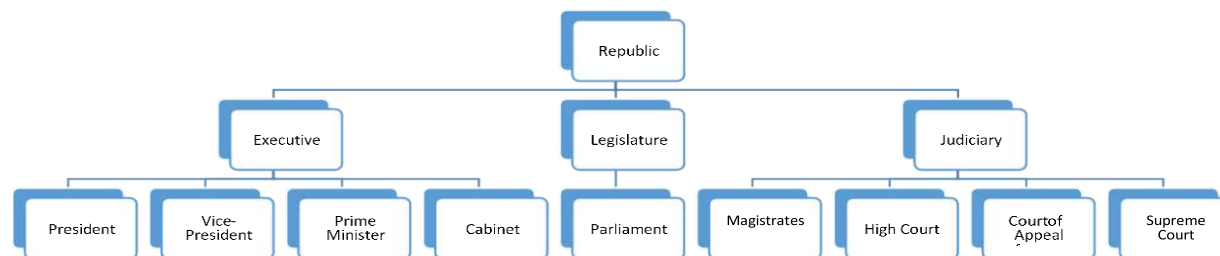 Republic
Executive
Legislature
Judiciary
President
Vice-
President
Prime
Minister
Cabinet
Parliament
Magistrates
High Court
Courtof
Appeal
Supreme
Court